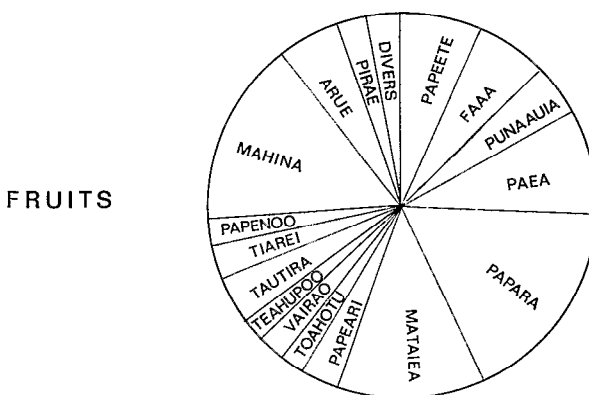 FRUITS
PAPEETE
FAAA
PUNAAUIA
PAEA
PAPARA
MATAIEA
PAPEARI
TOAHOTU
VAIRAO
TEAHUPOO
TAUTIRA
TIAREI
PAPENOO
MAHINA
ARUE
PIRAE
DIVERS